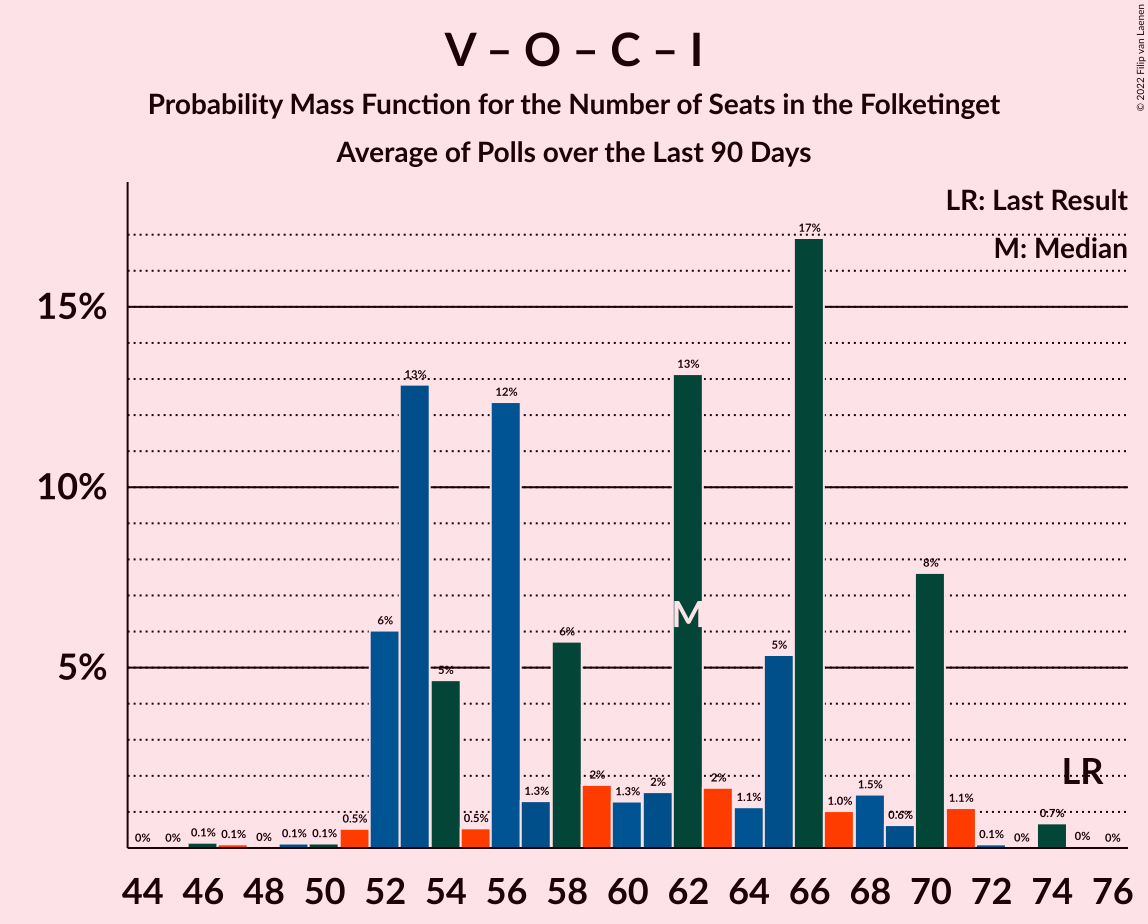 V – O – C – I
Probability Mass Function for the Number of Seats in the Folketinget
Average of Polls over the Last 90 Days
© 2022 Filip van Laenen
LR: Last Result
M: Median
15%
10%
5%
0% 0% 0.1% 0.1% 0% 0.1% 0.1% 0.5% 6% 13% 5% 0.5% 12% 1.3% 6% 2% 1.3% 2% 13% 2% 1.1% 5% 17% 1.0% 1.5% 0.6% 8% 1.1% 0.1% 0% 0.7% 0% 0%
M
LR
44 46 48 50 52 54 56 58 60 62 64 66 68 70 72 74 76